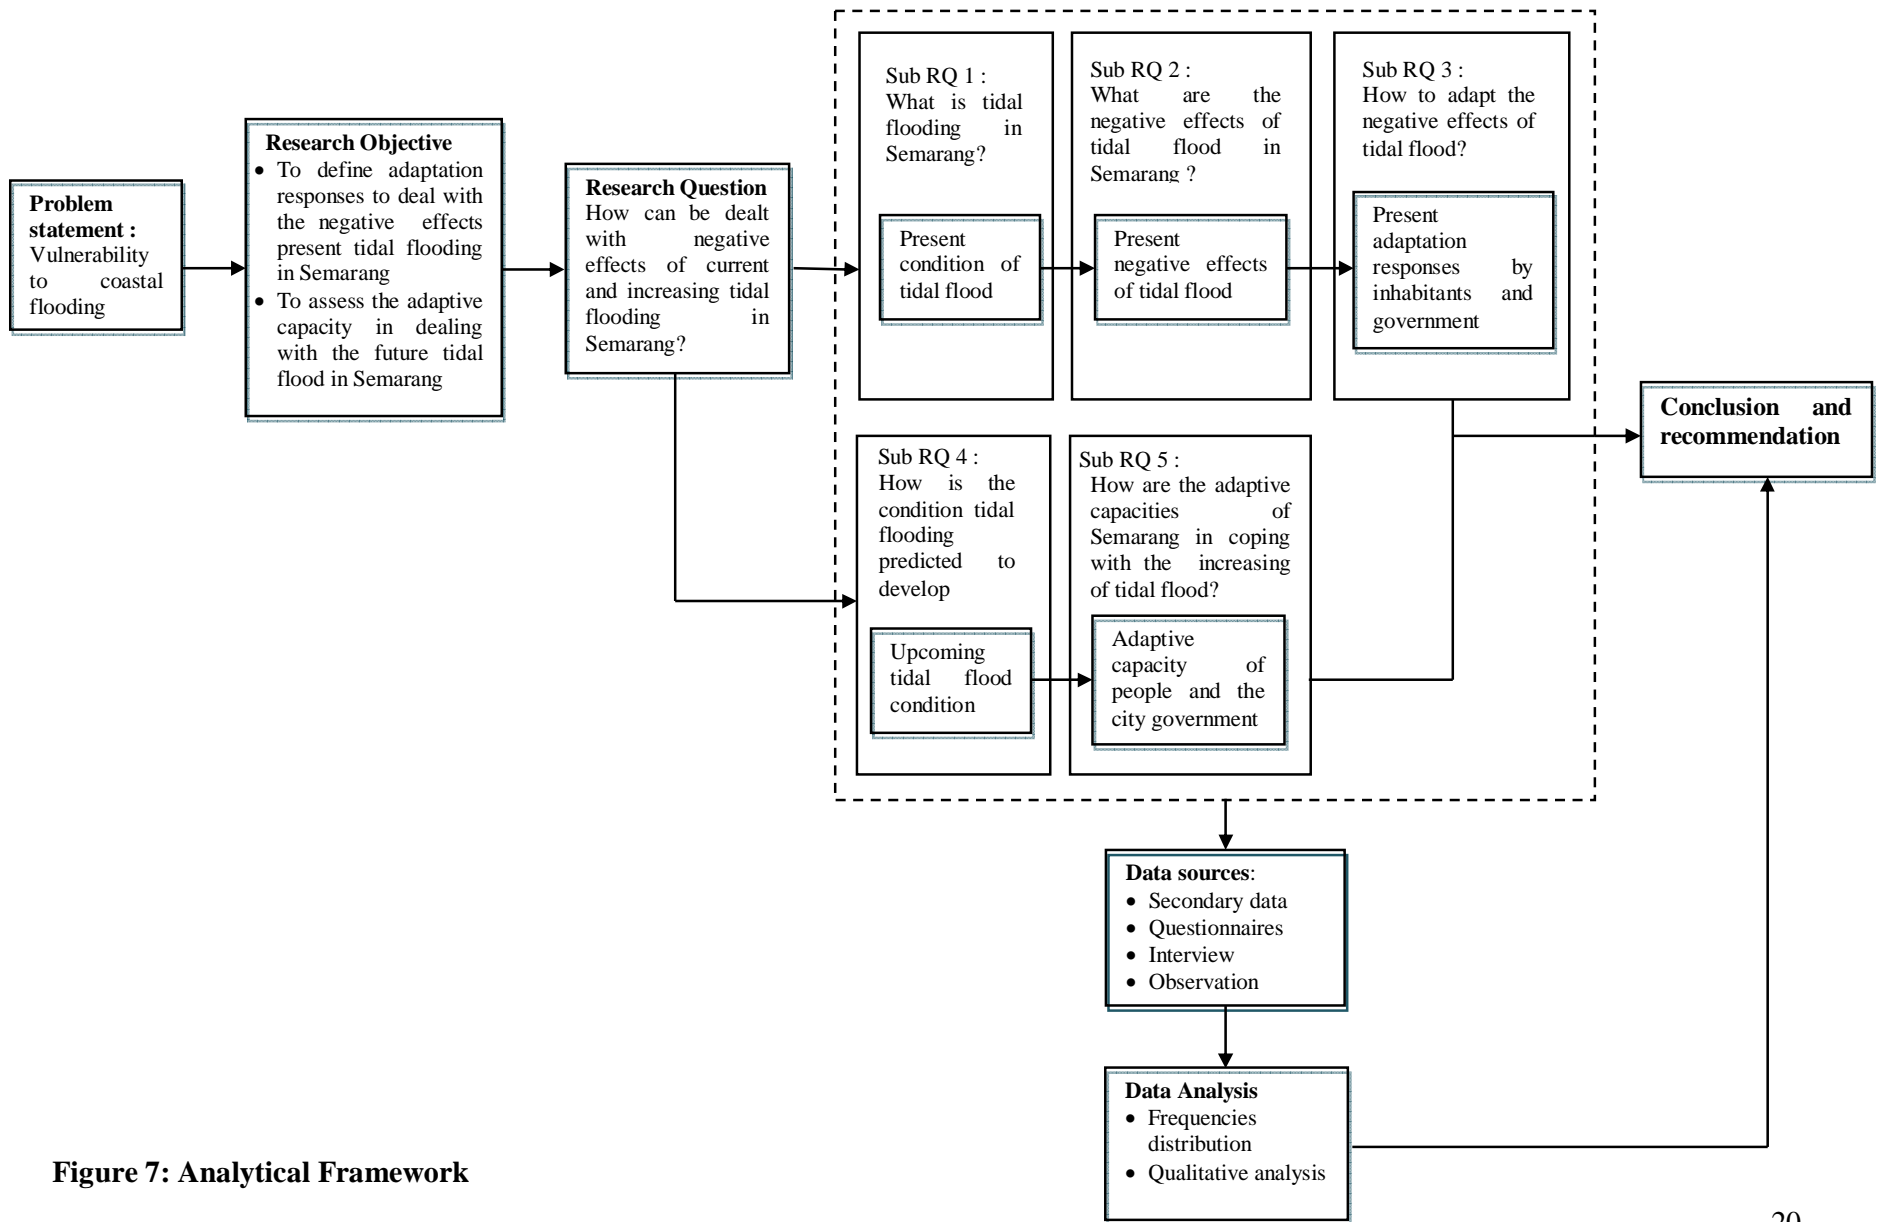 Problem
statement :
Vulnerability
to coastal
flooding
Research Objective
• To define adaptation
responses to deal with
the negative effects
present tidal flooding
in Semarang
• To assess the adaptive
capacity in dealing
with the future tidal
flood in Semarang
Research Question
How can be dealt
with negative
effects of current
and increasing tidal
flooding in
Semarang?
Sub RQ 1 :
What is tidal
flooding in
Semarang?
Present
condition of
tidal flood
Sub RQ 2 :
What are the
negative effects of
tidal flood in
Semarang ?
Present
negative effects
of tidal flood
Sub RQ 3 :
How to adapt the
negative effects of
tidal flood?
Present
adaptation
responses by
inhabitants and
government
Sub RQ 4 :
How is the
condition tidal
flooding
predicted to
develop
Upcoming
tidal flood
condition
Sub RQ 5 :
How are the adaptive
capacities of
Semarang in coping
with the increasing
of tidal flood?
Adaptive
capacity of
people and the
city government
Conclusion and
recommendation
Data sources:
• Secondary data
• Questionnaires
• Interview
• Observation
Data Analysis
• Frequencies
distribution
• Qualitative analysis
Figure 7: Analytical Framework
20